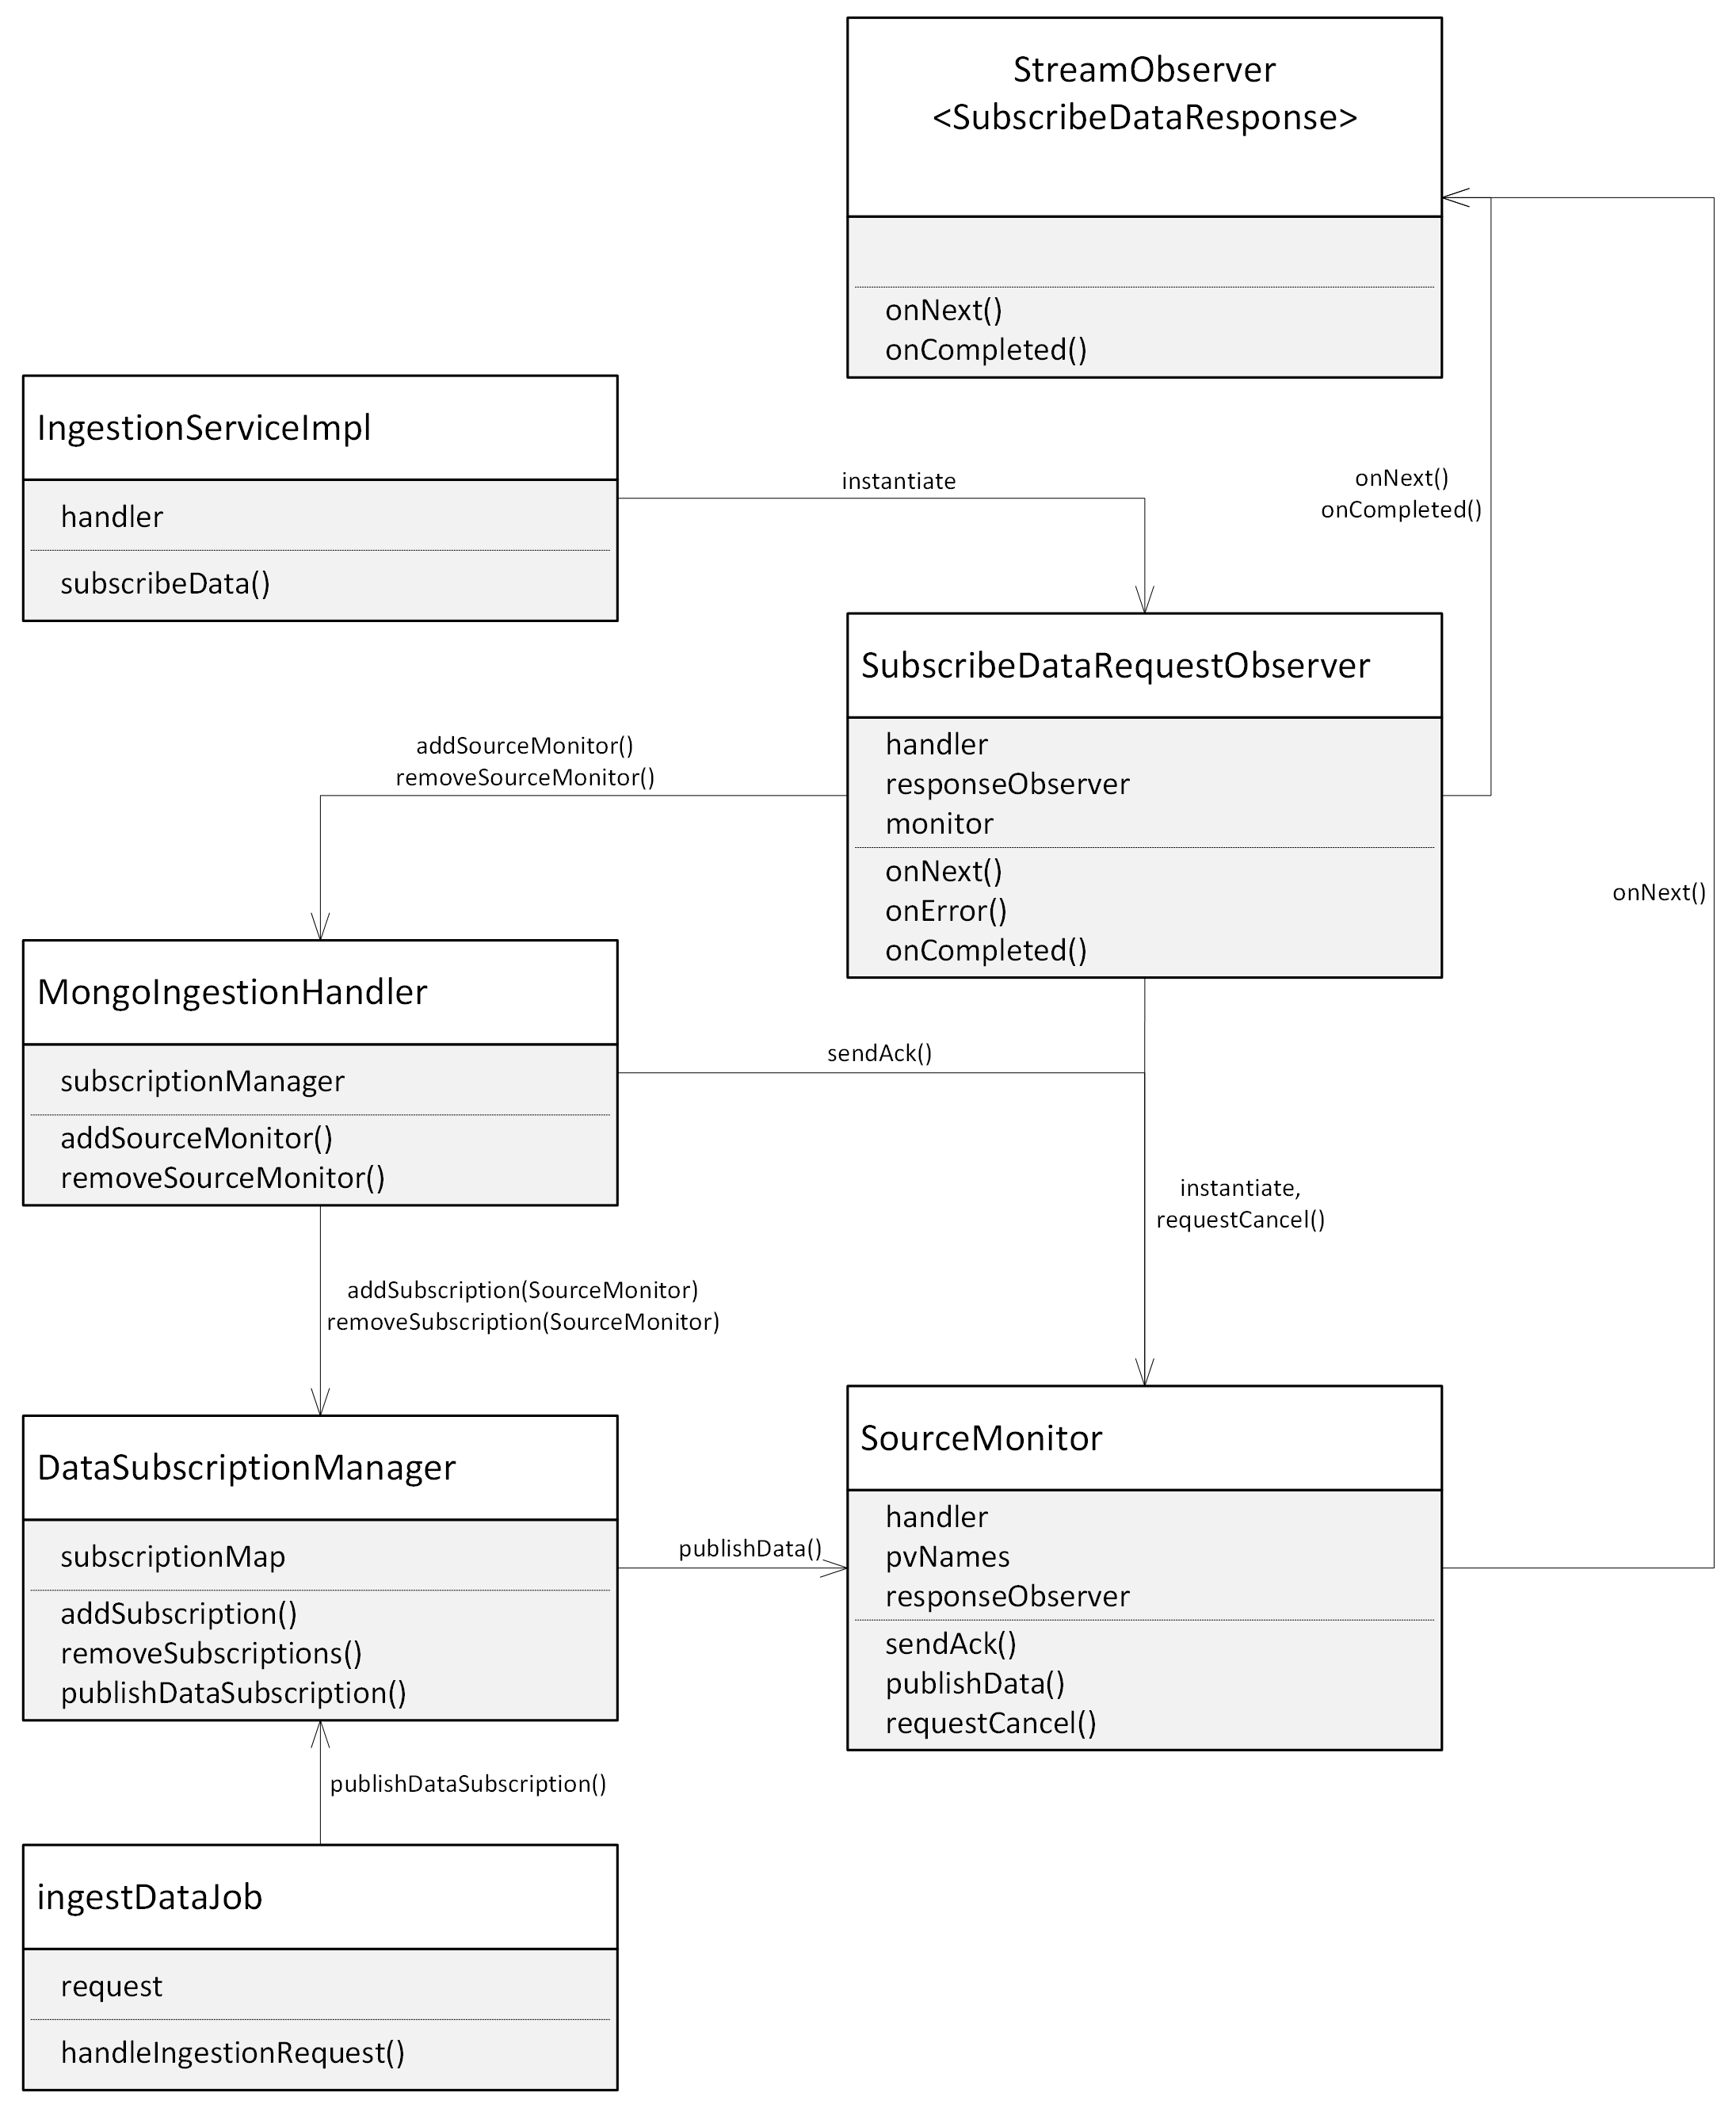 StreamObserver
<SubscribeDataResponse>
onNext()
onCompleted()
IngestionServiceImpl
handler
subscribeData()
instantiate
onNext()
onCompleted()
SubscribeDataRequestObserver
handler
responseObserver
monitor
onNext()
onError()
onCompleted()
addSourceMonitor()
removeSourceMonitor()
onNext()
MongoIngestionHandler
subscriptionManager
addSourceMonitor()
removeSourceMonitor()
sendAck()
instantiate,
requestCancel()
addSubscription(SourceMonitor)
removeSubscription(SourceMonitor)
DataSubscriptionManager
subscriptionMap
addSubscription()
removeSubscriptions()
publishDataSubscription()
publishData()
SourceMonitor
handler
pvNames
responseObserver
sendAck()
publishData()
requestCancel()
publishDataSubscription()
ingestDataJob
request
handleIngestionRequest()